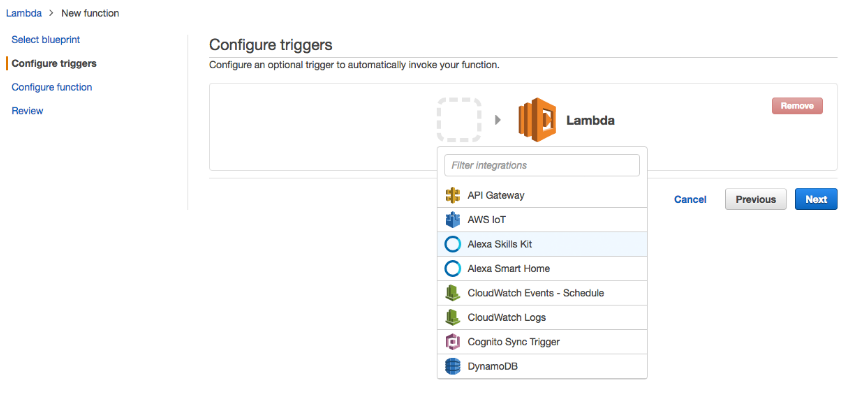 Lambda > New function
Select blueprint
Configure triggers
Configure function
Review
Configure triggers
Configure an optional trigger to automatically invoke your function.
Lambda
Remove
Filter integrations
API Gateway
AWS IoT
Alexa Skills Kit
Alexa Smart Home
CloudWatch Events - Schedule
CloudWatch Logs
Cognito Sync Trigger
DynamoDB
Cancel
Previous
Next